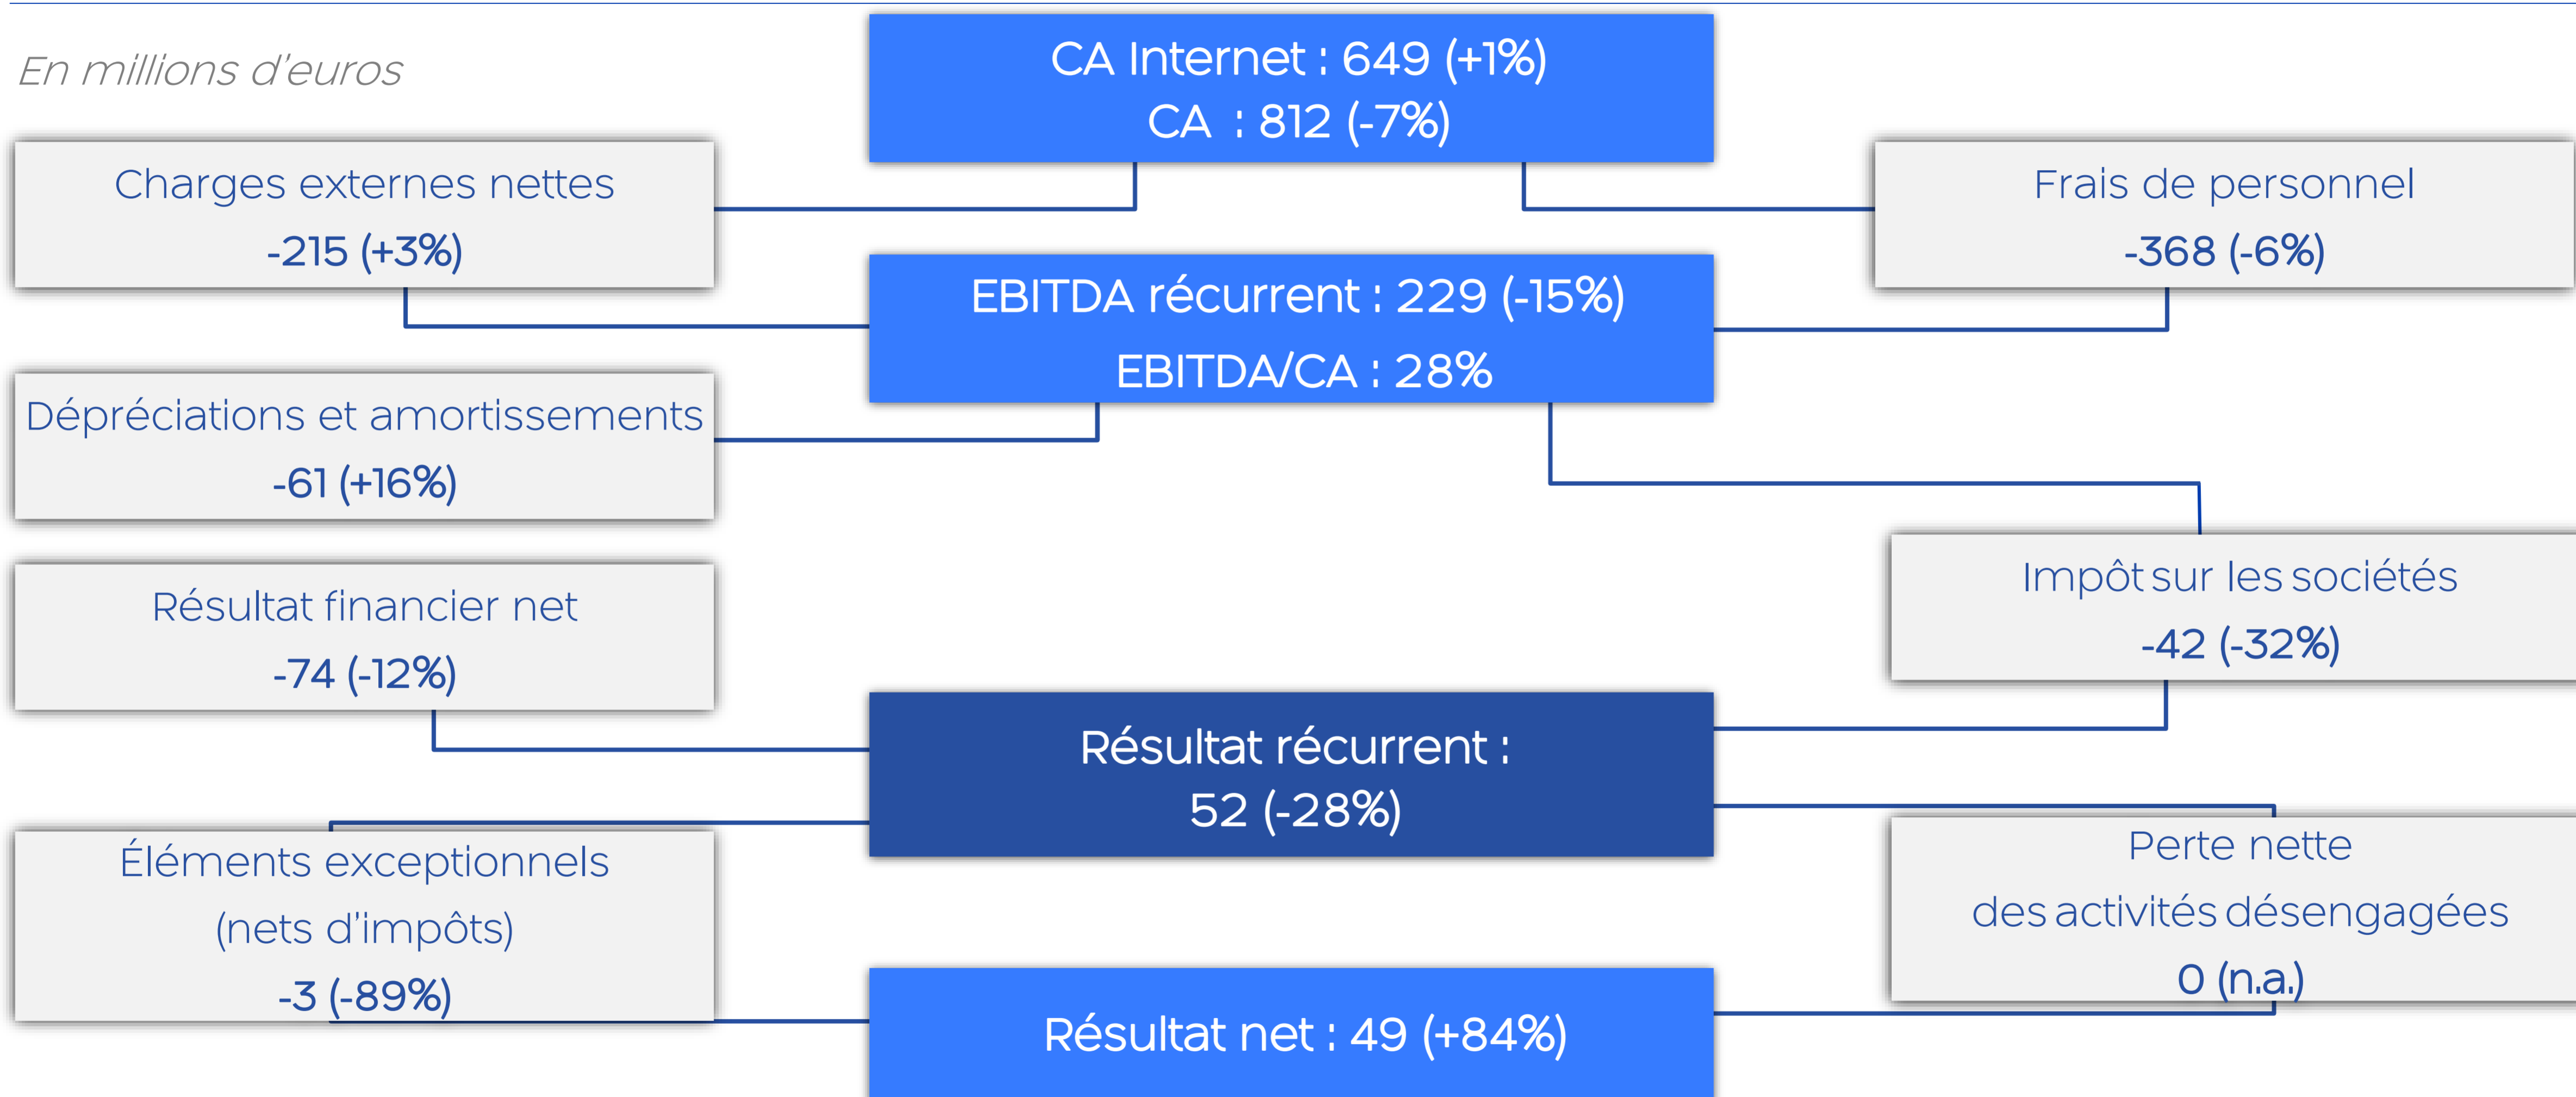 En millions d'euros
CA Internet : 649 (+1%)
CA : 812 (-7%)
Charges externes nettes
-215 (+3%)
Frais de personnel
-368 (-6%)
EBITDA récurrent : 229 (-15%)
EBITDA/CA : 28%
Dépréciations et amortissements
-61 (+16%)
Résultat financier net
-74 (-12%)
Impôt sur les sociétés
-42 (-32%)
Résultat récurrent :
52 (-28%)
Éléments exceptionnels
(nets d'impôts)
-3 (-89%)
Perte nette
des activités désengagées
0 (n.a.)
Résultat net : 49 (+84%)